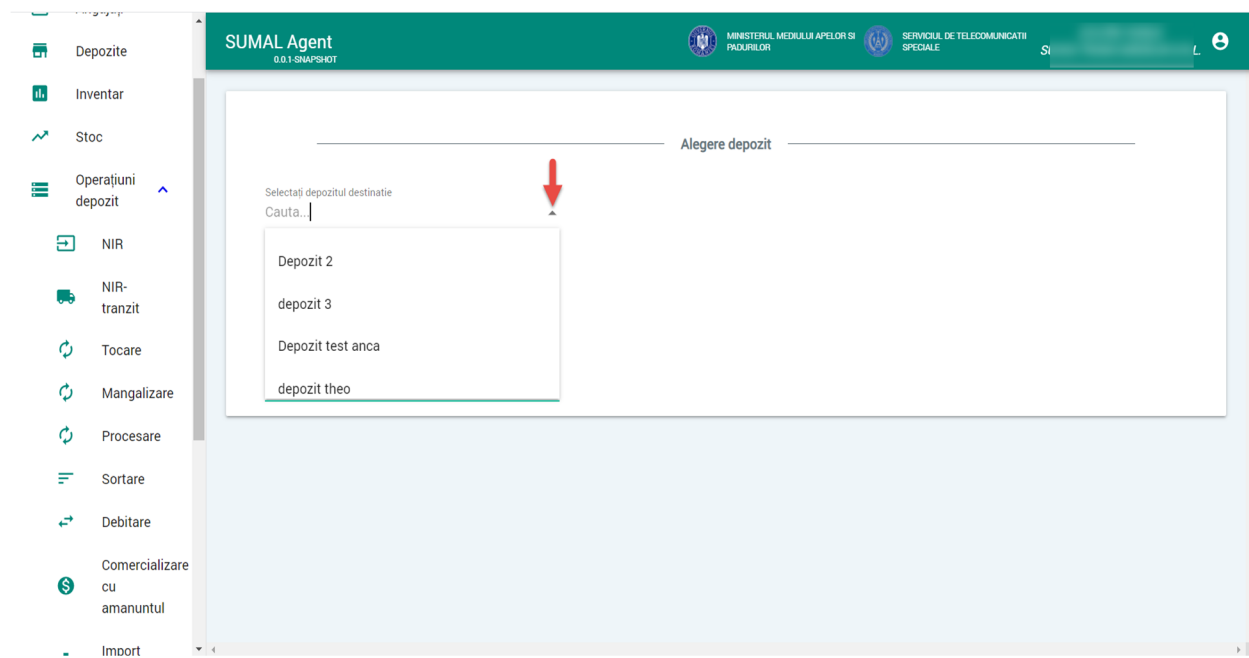 Depozite
Inventar
Stoc
Operațiuni
depozit
NIR
NIR-
tranzit
Tocare
Mangalizare
Procesare
Sortare
Debitare
Comercializare
cu
amanuntul
Import
SUMAL Agent
0.0.1-SNAPSHOT
MINISTERUL MEDIULUI APELOR SI
PADURILOR
SERVICIUL DE TELECOMUNICATII
SPECIALE
Alegere depozit
Selectați depozitul destinatie
Cauta...
Depozit 2
depozit 3
Depozit test anca
depozit theo